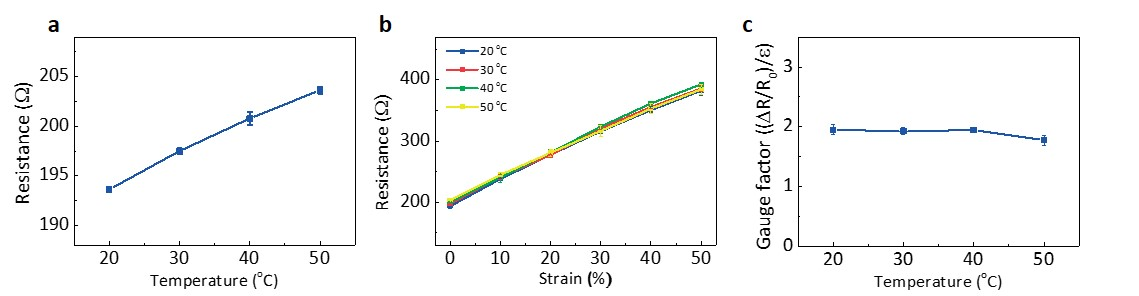 a
Resistance (Ω)
205
200
195
190
20 30 40 50
Temperature (°C)
b
Resistance (Ω)
400
300
200
20 °C
30 °C
40 °C
50 °C
0 10 20 30 40 50
Strain (%)
c
Gauge factor ((ΔR/R₀)/ε)
3
2
1
0
20 30 40 50
Temperature (°C)